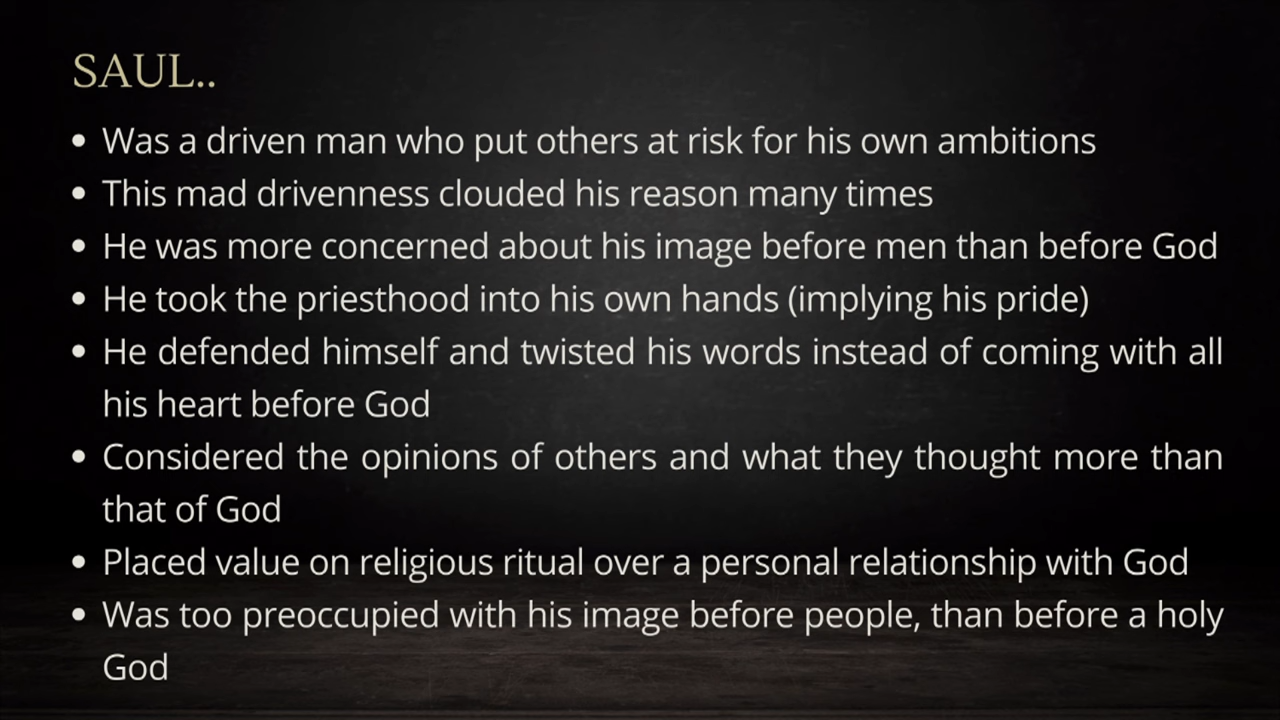 SAUL..
• Was a driven man who put others at risk for his own ambitions
• This mad drivenness clouded his reason many times
• He was more concerned about his image before men than before God
• He took the priesthood into his own hands (implying his pride)
• He defended himself and twisted his words instead of coming with all
his heart before God
• Considered the opinions of others and what they thought more than
that of God
• Placed value on religious ritual over a personal relationship with God
• Was too preoccupied with his image before people, than before a holy
God